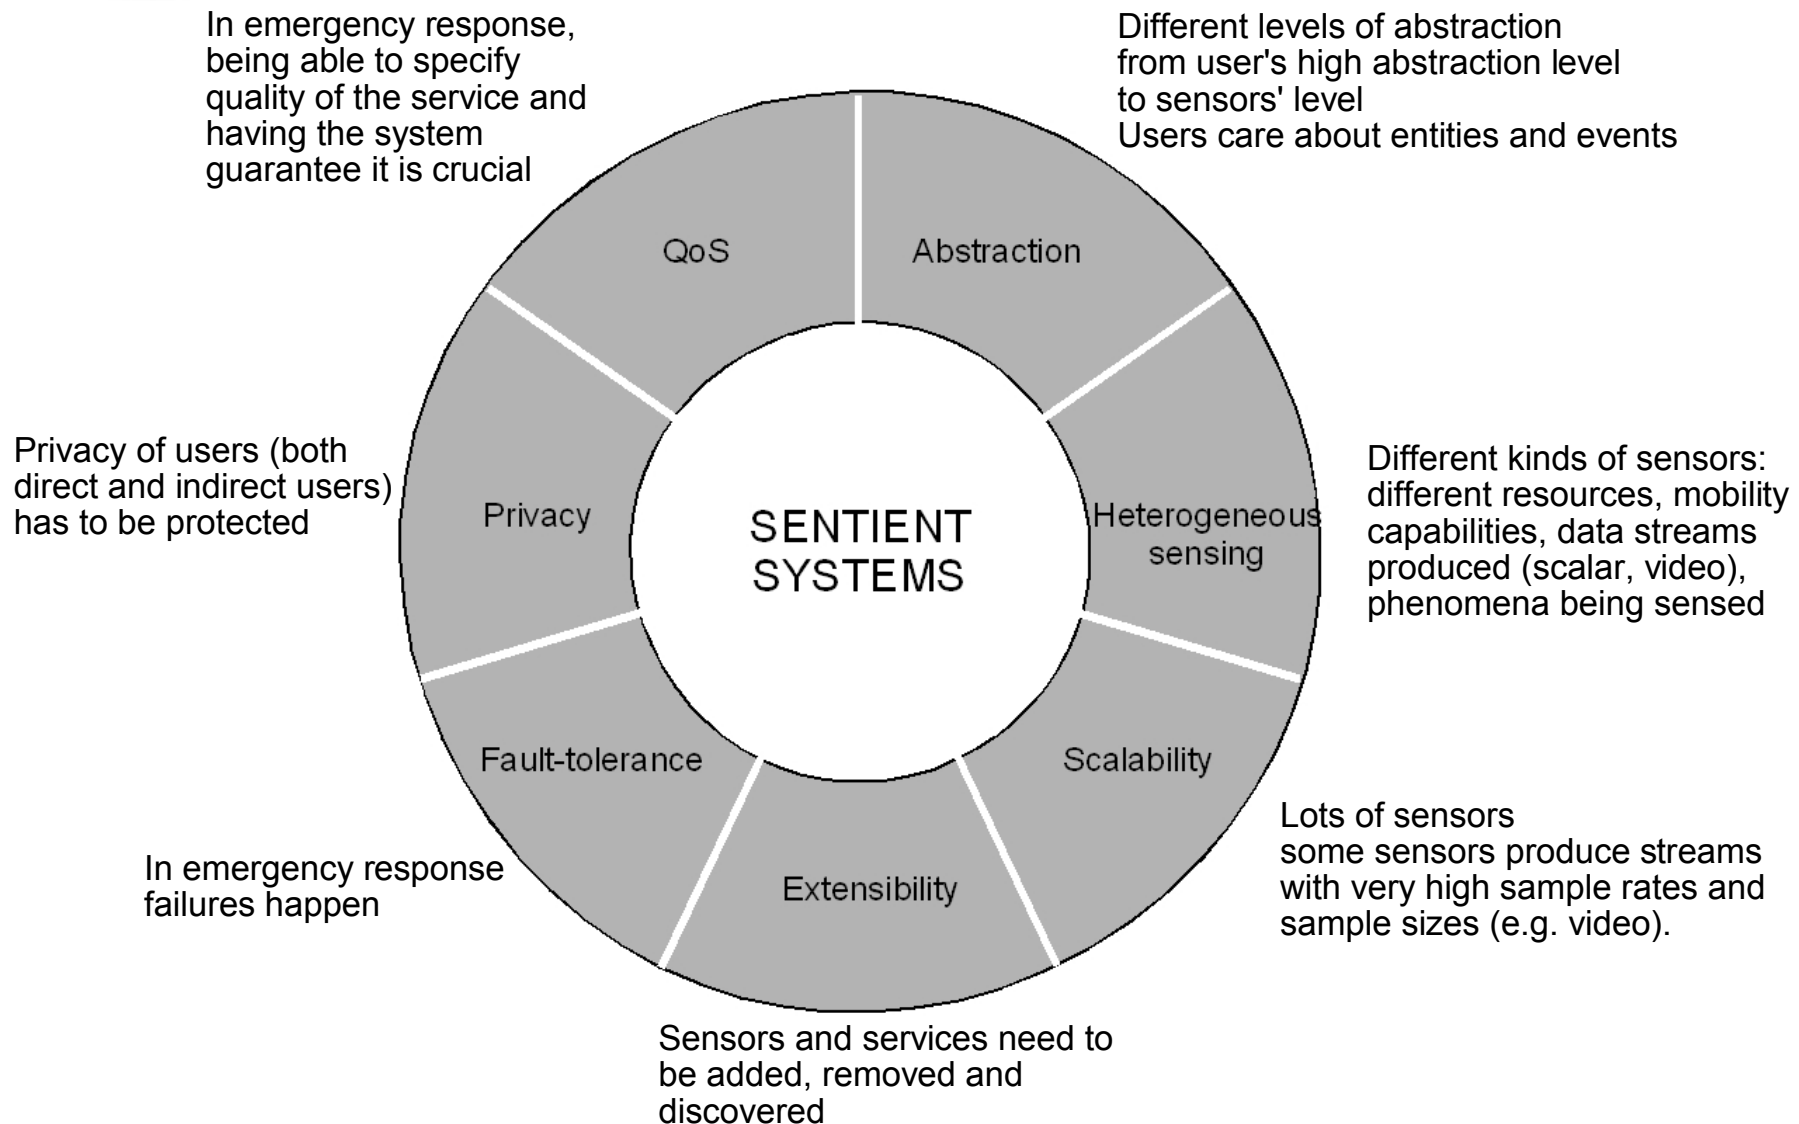 In emergency response,
being able to specify
quality of the service and
having the system
guarantee it is crucial
Different levels of abstraction
from user's high abstraction level
to sensors' level
Users care about entities and events
QoS
Abstraction
Privacy of users (both
direct and indirect users)
has to be protected
Privacy
SENTIENT
SYSTEMS
Heterogeneous
sensing
Different kinds of sensors:
different resources, mobility
capabilities, data streams
produced (scalar, video),
phenomena being sensed
Fault-tolerance
Scalability
In emergency response
failures happen
Extensibility
Lots of sensors
some sensors produce streams
with very high sample rates and
sample sizes (e.g. video).
Sensors and services need to
be added, removed and
discovered